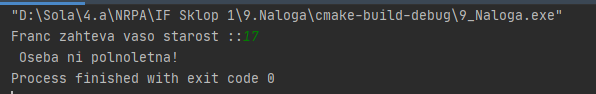 "D:\Sola\4.a\NRPA\IF Sklop 1\9.Naloga\cmake-build-debug\9_Naloga.exe"
Franc zahteva vaso starost ::17
 Oseba ni polnoletna!
Process finished with exit code 0